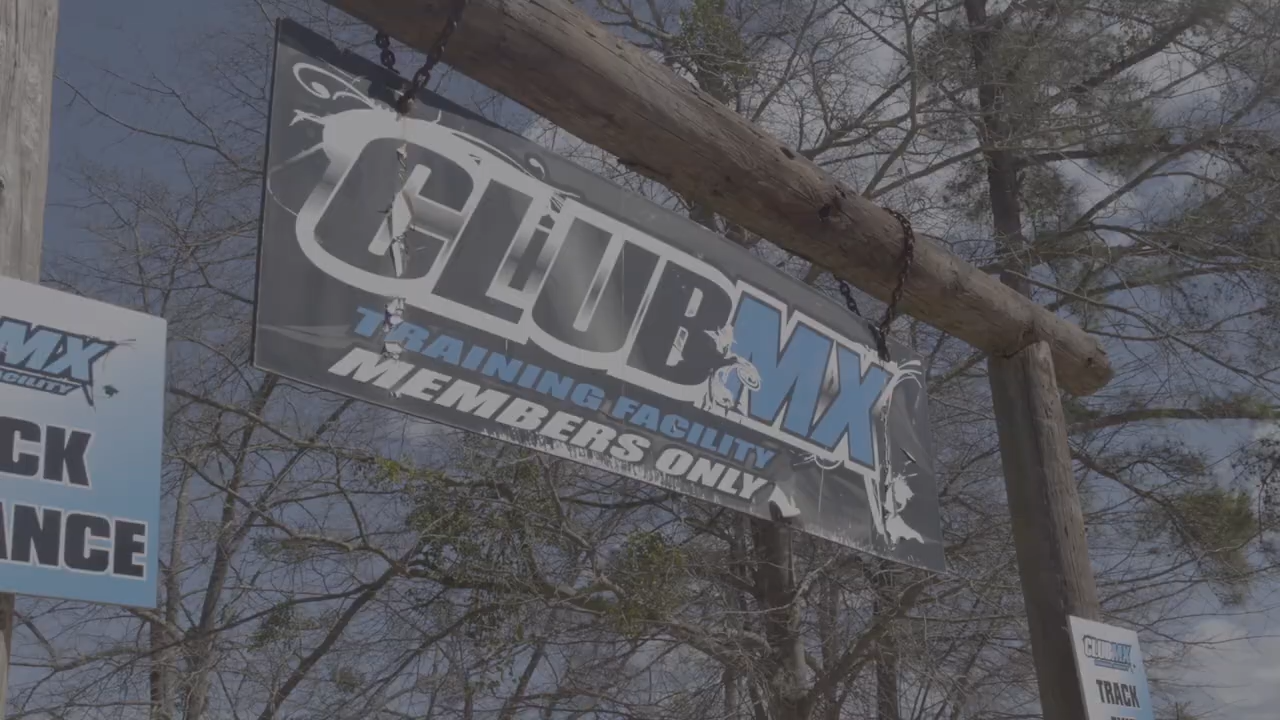 CLUBMX
TRAINING FACILITY
MEMBERS ONLY
MX
CK
ANCE
CLUBMX
TRACK